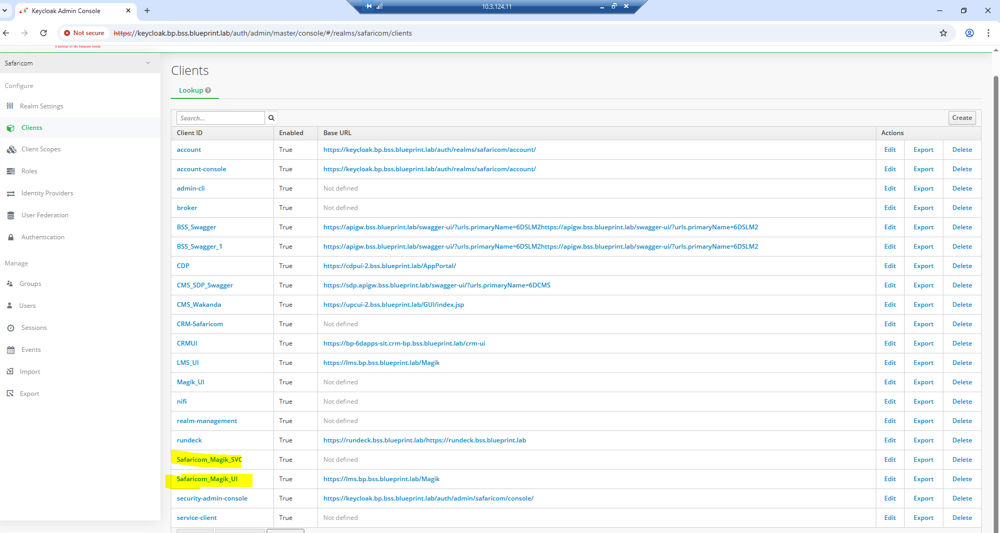 Keycloak Admin Console
10.3.124.11
Not secure
https://keycloak.bp.bss.blueprint.lab/auth/admin/master/console/#/realms/safaricom/clients
A member of the Vodacom family
Safaricom
Configure
Realm Settings
Clients
Client Scopes
Roles
Identity Providers
User Federation
Authentication
Manage
Groups
Users
Sessions
Events
Import
Export
Clients
Lookup
Search...
Create
Client ID Enabled Base URL Actions
account True https://keycloak.bp.bss.blueprint.lab/auth/realms/safaricom/account/ Edit Export Delete
account-console True https://keycloak.bp.bss.blueprint.lab/auth/realms/safaricom/account/ Edit Export Delete
admin-cli True Not defined Edit Export Delete
broker True Not defined Edit Export Delete
BSS_Swagger True https://apigw.bss.blueprint.lab/swagger-ui/?urls.primaryName=6DSLM2https://apigw.bss.blueprint.lab/swagger-ui/?urls.primaryName=6DSLM2 Edit Export Delete
BSS_Swagger_1 True https://apigw.bss.blueprint.lab/swagger-ui/?urls.primaryName=6DSLM2https://apigw.bss.blueprint.lab/swagger-ui/?urls.primaryName=6DSLM2 Edit Export Delete
CDP True https://cdpui-2.bss.blueprint.lab/AppPortal/ Edit Export Delete
CMS_SDP_Swagger True https://sdp.apigw.bss.blueprint.lab/swagger-ui/?urls.primaryName=6DCMS Edit Export Delete
CMS_Wakanda True https://upcui-2.bss.blueprint.lab/GUI/index.jsp Edit Export Delete
CRM-Safaricom True Not defined Edit Export Delete
CRMUI True https://bp-6dapps-sit.crm-bp.bss.blueprint.lab/crm-ui Edit Export Delete
LMS_UI True https://lms.bp.bss.blueprint.lab/Magik Edit Export Delete
Magik_UI True Not defined Edit Export Delete
nifi True Not defined Edit Export Delete
realm-management True Not defined Edit Export Delete
rundeck True https://rundeck.bss.blueprint.lab/https://rundeck.bss.blueprint.lab Edit Export Delete
Safaricom_Magik_SVC True Not defined Edit Export Delete
Safaricom_Magik_UI True https://lms.bp.bss.blueprint.lab/Magik Edit Export Delete
security-admin-console True https://keycloak.bp.bss.blueprint.lab/auth/admin/safaricom/console/ Edit Export Delete
service-client True Not defined Edit Export Delete